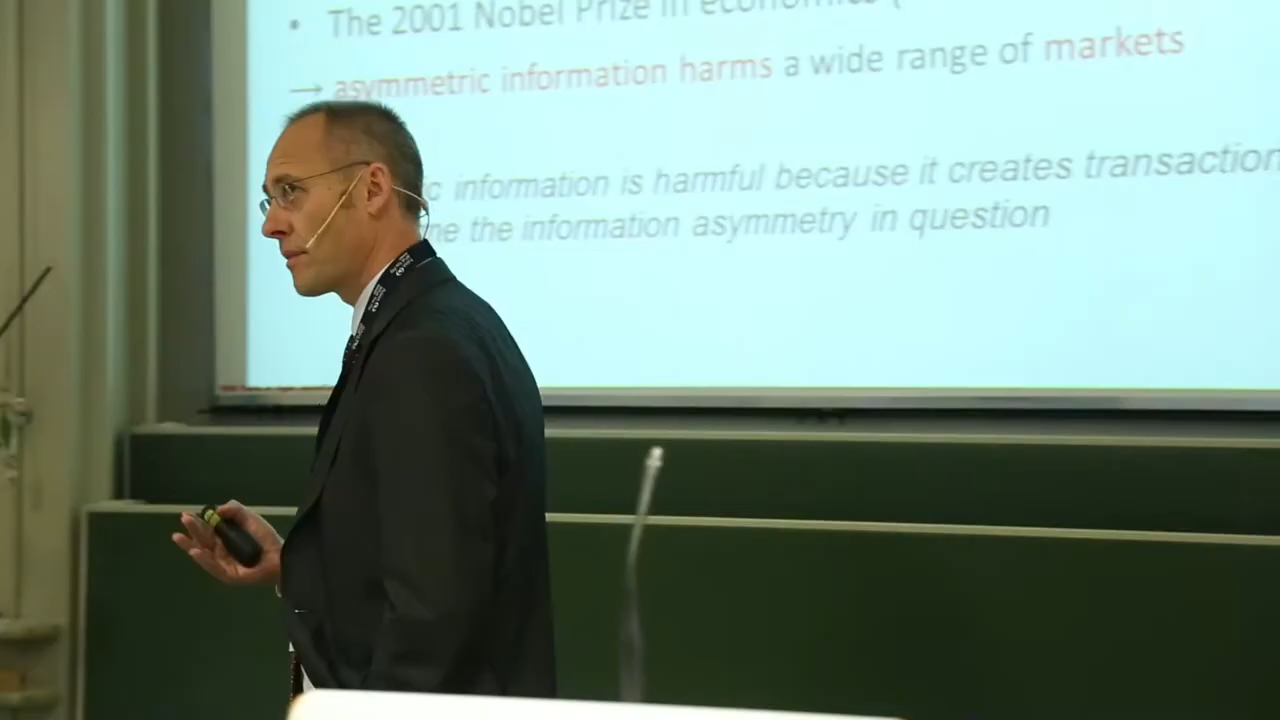 • The 2001 Nobel Prize in economics (
→ asymmetric information harms a wide range of markets
c information is harmful because it creates transaction
ne the information asymmetry in question